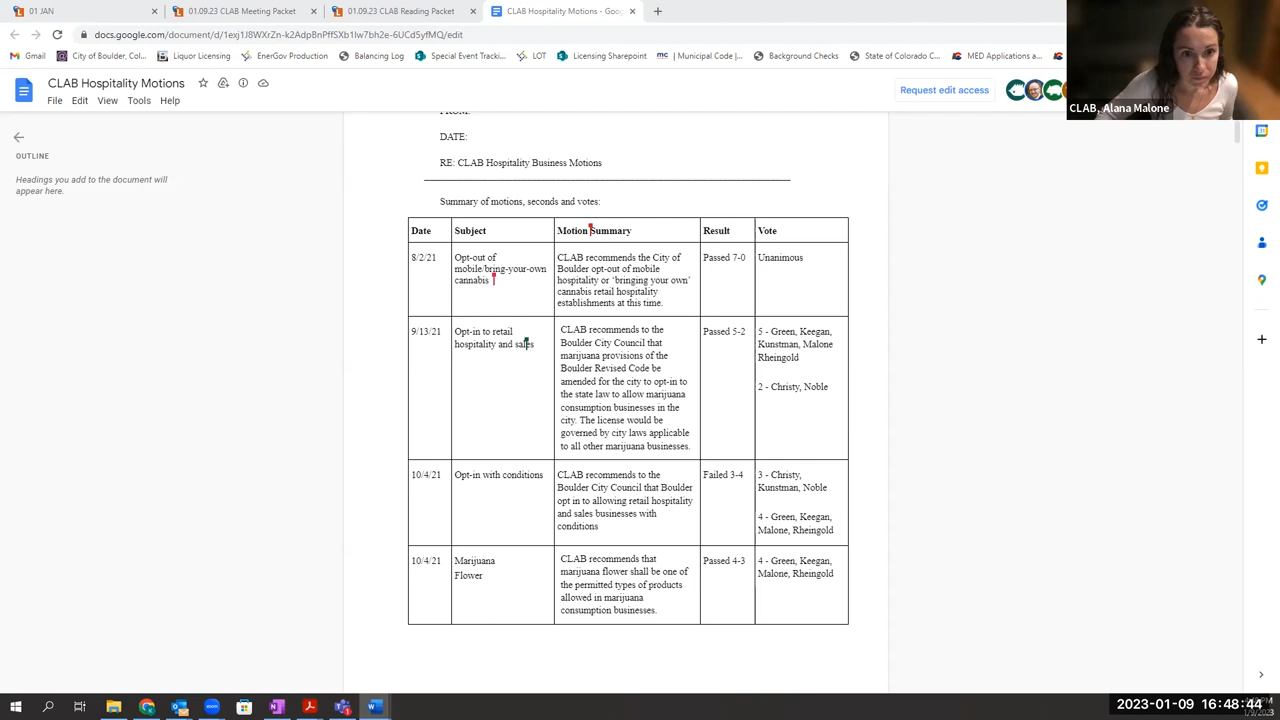 01 JAN
01.09.23 CLAB Meeting Packet
01.09.23 CLAB Reading Packet
CLAB Hospitality Motions - Goo
docs.google.com/document/d/1exj1J8WXrZn-k2AdpBnPffSXb1Iw7bh2e-6UCd5yfMQ/edit
Gmail
City of Boulder, Col...
Liquor Licensing
EnerGov Production
Balancing Log
Special Event Tracki...
LOT
Licensing Sharepoint
mc
| Municipal Code |...
Background Checks
State of Colorado C...
MED Applications a
CLAB Hospitality Motions
File Edit View Tools Help
Request edit access
CLAB, Alana Malone
OUTLINE
Headings you add to the document will
appear here.
FROM:
DATE:
RE: CLAB Hospitality Business Motions
Summary of motions, seconds and votes:
Date Subject Motion Summary Result Vote
8/2/21
Opt-out of
mobile/bring-your-own
cannabis
CLAB recommends the City of
Boulder opt-out of mobile
hospitality or ‘bringing your own’
cannabis retail hospitality
establishments at this time.
Passed 7-0
Unanimous
9/13/21
Opt-in to retail
hospitality and sales
CLAB recommends to the
Boulder City Council that
marijuana provisions of the
Boulder Revised Code be
amended for the city to opt-in to
the state law to allow marijuana
consumption businesses in the
city. The license would be
governed by city laws applicable
to all other marijuana businesses.
Passed 5-2
5 - Green, Keegan,
Kunstman, Malone
Rheingold
2 - Christy, Noble
10/4/21
Opt-in with conditions
CLAB recommends to the
Boulder City Council that Boulder
opt in to allowing retail hospitality
and sales businesses with
conditions
Failed 3-4
3 - Christy,
Kunstman, Noble
4 - Green, Keegan,
Malone, Rheingold
10/4/21
Marijuana
Flower
CLAB recommends that
marijuana flower shall be one of
the permitted types of products
allowed in marijuana
consumption businesses.
Passed 4-3
4 - Green, Keegan,
Malone, Rheingold
2023-01-09 16:48:44